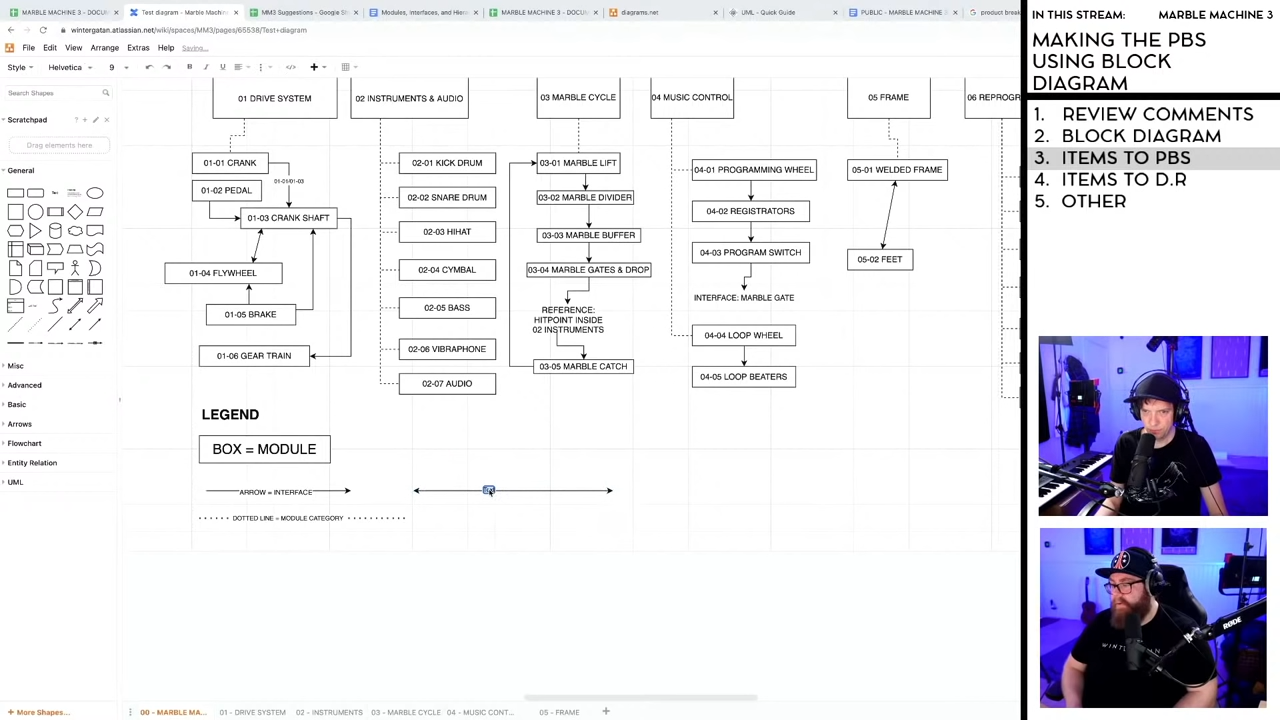 MARBLE MACHINE 3 - DOCU
Test diagram - Marble Machi
MM3 Suggestions - Google Sh
Modules, Interfaces, and Hiera
MARBLE MACHINE 3 - DOCU
diagrams.net
UML - Quick Guide
PUBLIC - MARBLE MACHINE
product break
wintergatan.atlassian.net/wiki/spaces/MM3/pages/65538/Test+diagram
File Edit View Arrange Extras Help Saving...
Style Helvetica 9
Search Shapes
Scratchpad
Drag elements here
General
Misc
Advanced
Basic
Arrows
Flowchart
Entity Relation
UML
+ More Shapes...
01 DRIVE SYSTEM
01-01 CRANK
01-01/01-03
01-02 PEDAL
01-03 CRANK SHAFT
01-04 FLYWHEEL
01-05 BRAKE
01-06 GEAR TRAIN
02 INSTRUMENTS & AUDIO
02-01 KICK DRUM
02-02 SNARE DRUM
02-03 HIHAT
02-04 CYMBAL
02-05 BASS
02-06 VIBRAPHONE
02-07 AUDIO
03 MARBLE CYCLE
03-01 MARBLE LIFT
03-02 MARBLE DIVIDER
03-03 MARBLE BUFFER
03-04 MARBLE GATES & DROP
REFERENCE:
HITPOINT INSIDE
02 INSTRUMENTS
03-05 MARBLE CATCH
04 MUSIC CONTROL
04-01 PROGRAMMING WHEEL
04-02 REGISTRATORS
04-03 PROGRAM SWITCH
INTERFACE: MARBLE GATE
04-04 LOOP WHEEL
04-05 LOOP BEATERS
05 FRAME
05-01 WELDED FRAME
05-02 FEET
06 REPROGR
LEGEND
BOX = MODULE
ARROW = INTERFACE
DOTTED LINE = MODULE CATEGORY
00 - MARBLE MA...
01 - DRIVE SYSTEM
02 - INSTRUMENTS
03 - MARBLE CYCLE
04 - MUSIC CONT...
05 - FRAME
IN THIS STREAM: MARBLE MACHINE 3
MAKING THE PBS
USING BLOCK
DIAGRAM
1. REVIEW COMMENTS
2. BLOCK DIAGRAM
3. ITEMS TO PBS
4. ITEMS TO D.R
5. OTHER
RØDE